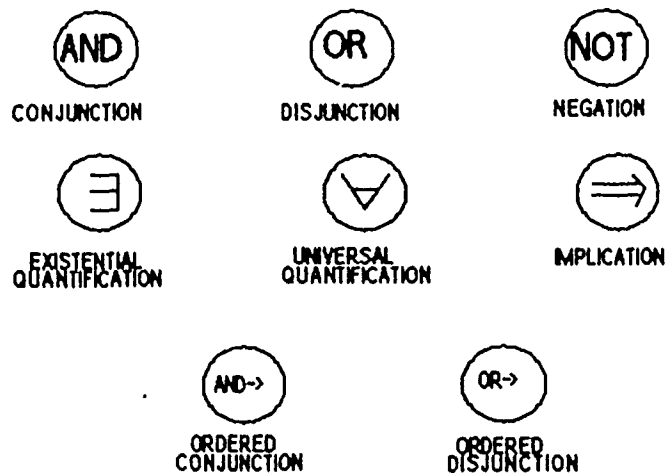 AND OR NOT
CONJUNCTION DISJUNCTION NEGATION
∃ ∀ ⇒
EXISTENTIAL UNIVERSAL IMPLICATION
QUANTIFICATION QUANTIFICATION
AND-> OR->
ORDERED ORDERED
CONJUNCTION DISJUNCTION